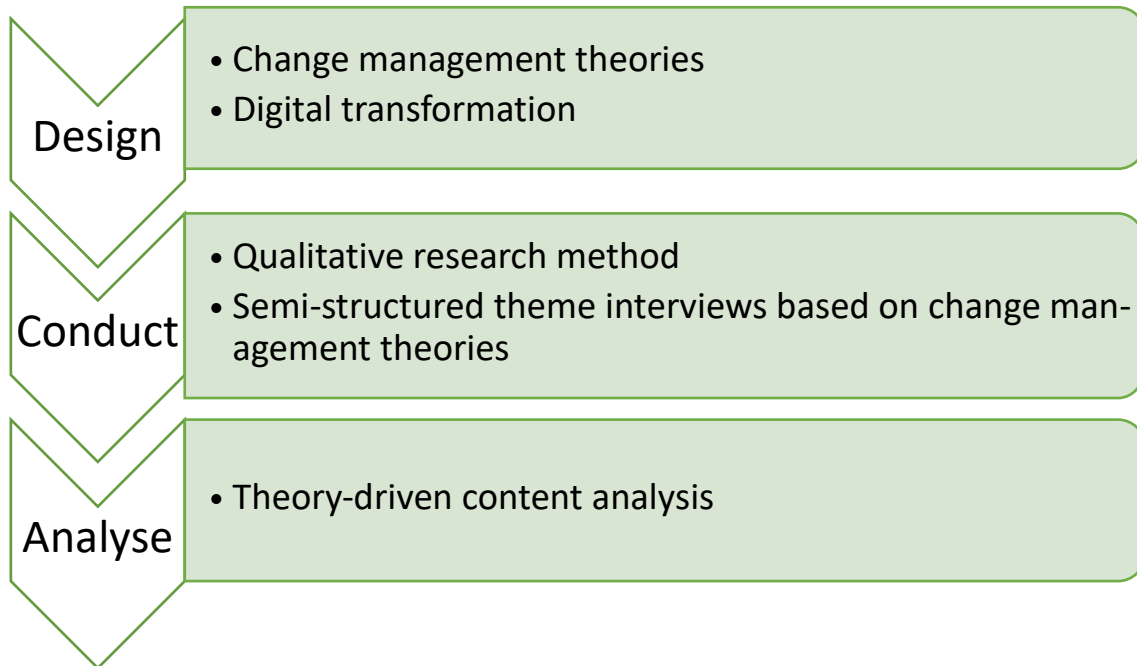 Design
• Change management theories
• Digital transformation
Conduct
• Qualitative research method
• Semi-structured theme interviews based on change man-
agement theories
Analyse
• Theory-driven content analysis